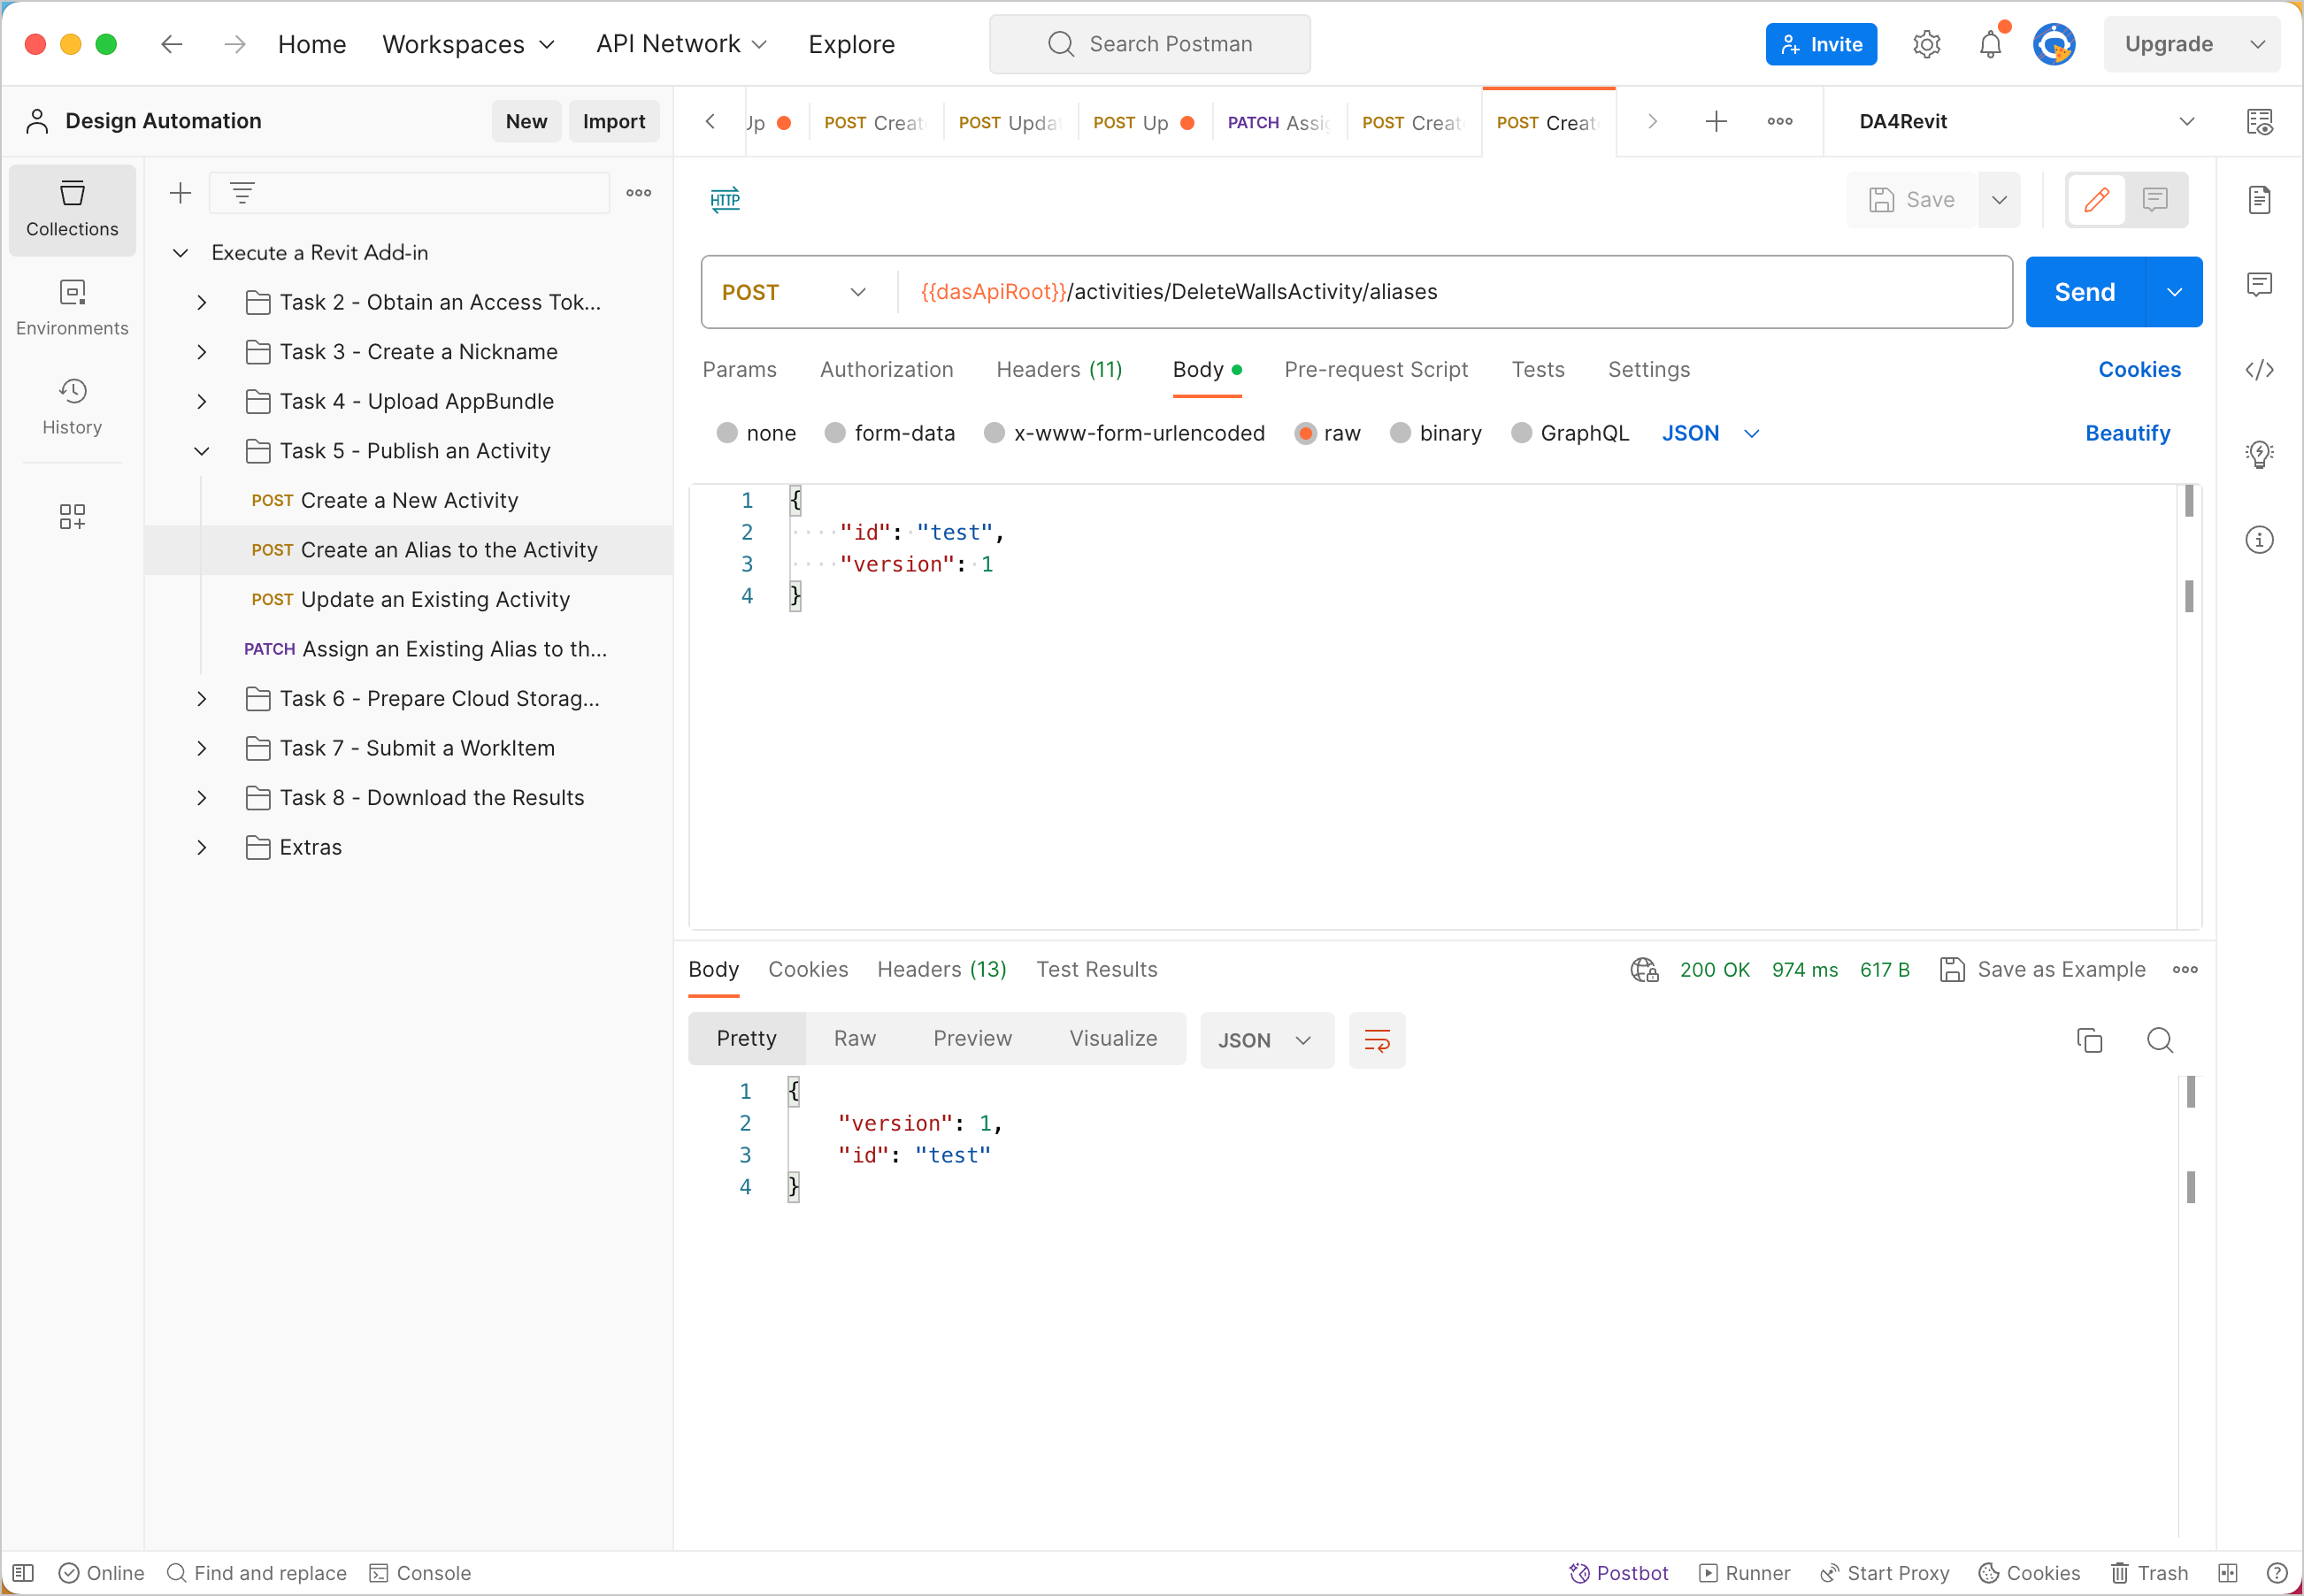 Home Workspaces API Network Explore Search Postman Invite Upgrade
Design Automation New Import Up POST Creat POST Upda POST Up PATCH Assig POST Creat POST Creat DA4Revit
Collections
Environments
History
Execute a Revit Add-in
Task 2 - Obtain an Access Tok...
Task 3 - Create a Nickname
Task 4 - Upload AppBundle
Task 5 - Publish an Activity
POST Create a New Activity
POST Create an Alias to the Activity
POST Update an Existing Activity
PATCH Assign an Existing Alias to th...
Task 6 - Prepare Cloud Storag...
Task 7 - Submit a WorkItem
Task 8 - Download the Results
Extras
HTTP Save
POST {{dasApiRoot}}/activities/DeleteWallsActivity/aliases Send
Params Authorization Headers (11) Body Pre-request Script Tests Settings Cookies
none form-data x-www-form-urlencoded raw binary GraphQL JSON Beautify
1 {
2 "id": "test",
3 "version": 1
4 }
Body Cookies Headers (13) Test Results 200 OK 974 ms 617 B Save as Example
Pretty Raw Preview Visualize JSON
1 {
2 "version": 1,
3 "id": "test"
4 }
Online Find and replace Console Postbot Runner Start Proxy Cookies Trash